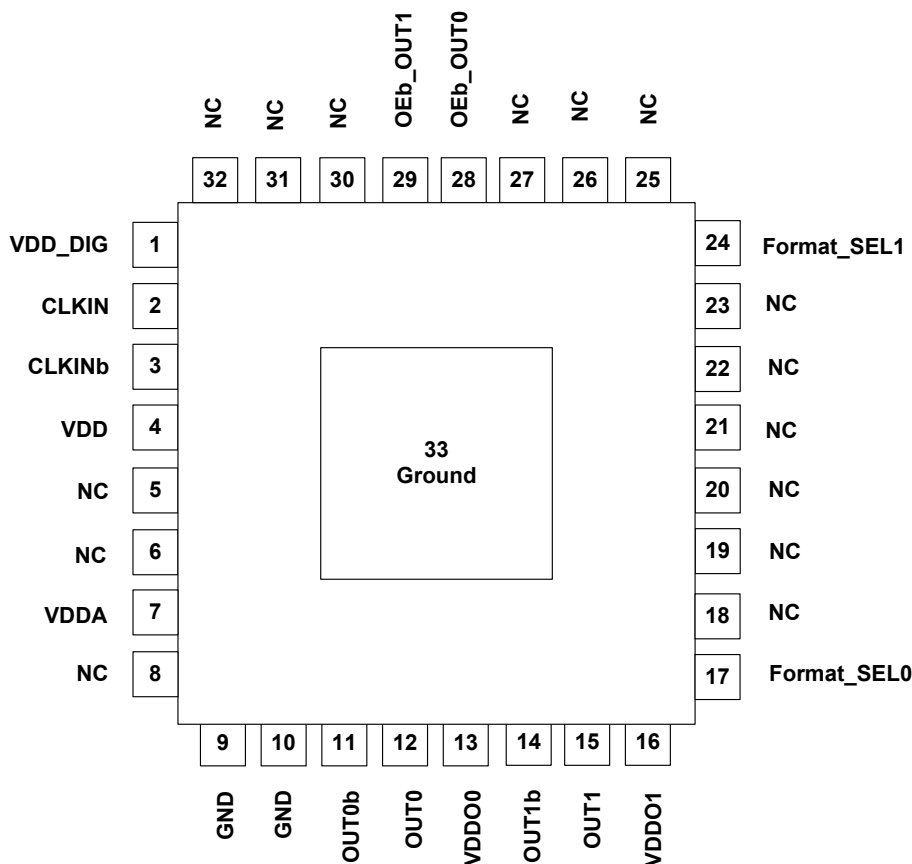 NC
NC
NC
OEb_OUT1
OEb_OUT0
NC
NC
NC
32
31
30
29
28
27
26
25
VDD_DIG
1
CLKIN
2
CLKINb
3
VDD
4
NC
5
NC
6
VDDA
7
NC
8
33
Ground
24
Format_SEL1
23
NC
22
NC
21
NC
20
NC
19
NC
18
NC
17
Format_SEL0
9
10
11
12
13
14
15
16
GND
GND
OUT0b
OUT0
VDDO0
OUT1b
OUT1
VDDO1